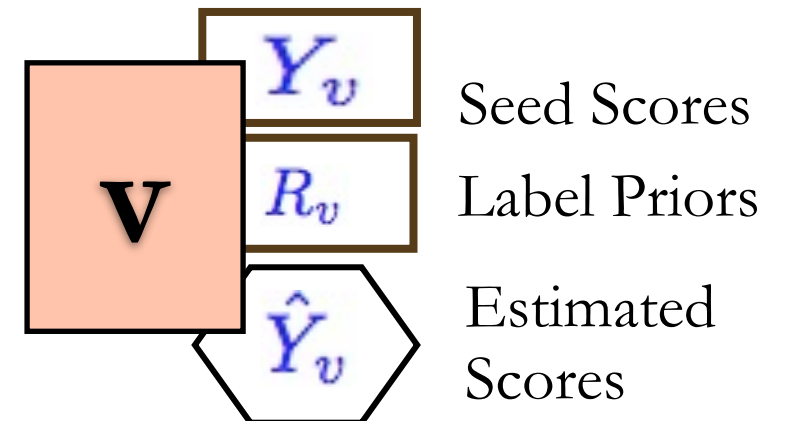 v
Y_v
Seed Scores
R_v
Label Priors
Ŷ_v
Estimated
Scores